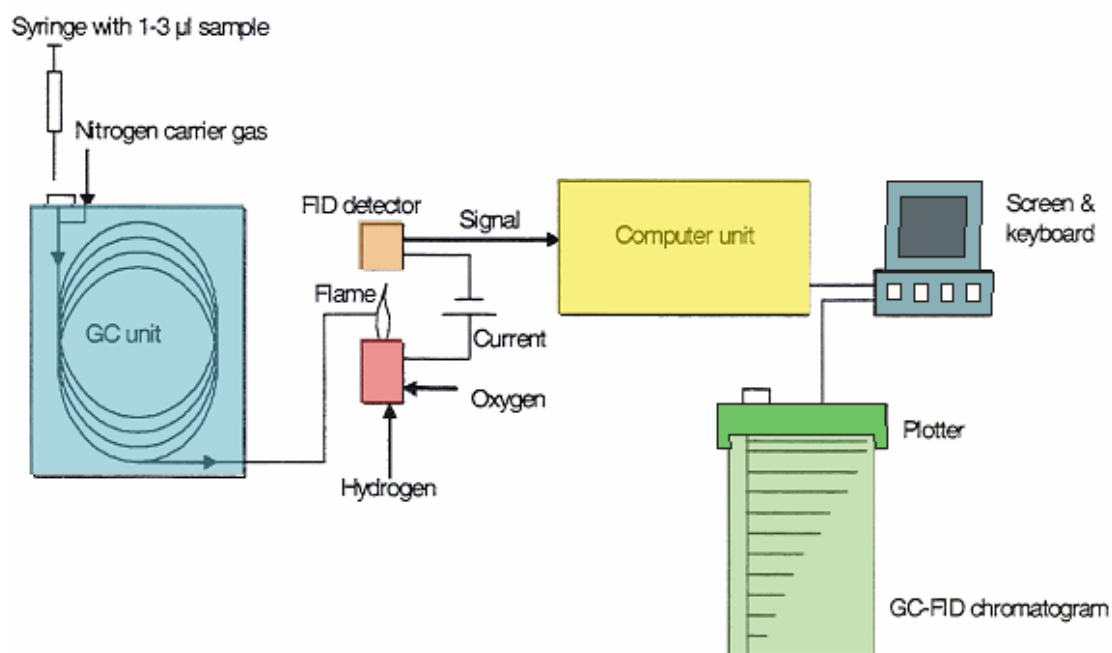 Syringe with 1-3 µl sample
Nitrogen carrier gas
GC unit
FID detector
Signal
Computer unit
Screen &
keyboard
Flame
Current
Oxygen
Hydrogen
Plotter
GC-FID chromatogram